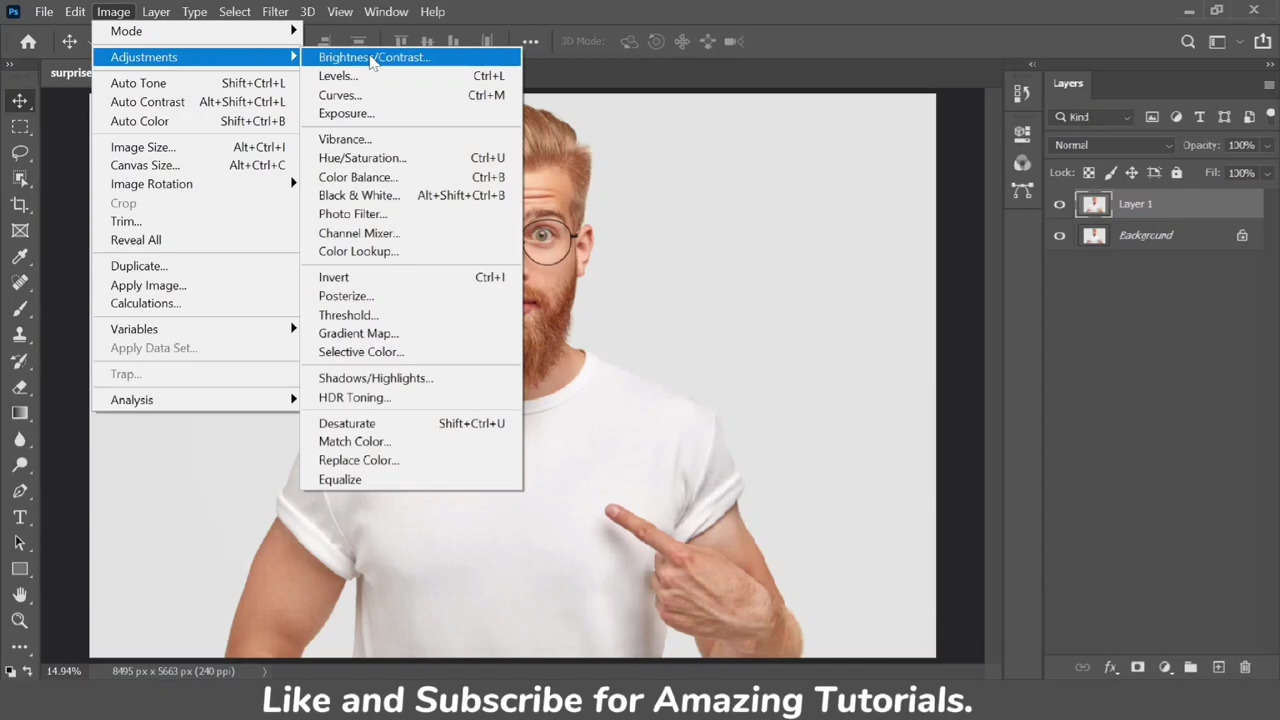 Ps File Edit Image Layer Type Select Filter 3D View Window Help
3D Mode:
surprise
Mode
Adjustments
Auto Tone Shift+Ctrl+L
Auto Contrast Alt+Shift+Ctrl+L
Auto Color Shift+Ctrl+B
Image Size... Alt+Ctrl+I
Canvas Size... Alt+Ctrl+C
Image Rotation
Crop
Trim...
Reveal All
Duplicate...
Apply Image...
Calculations...
Variables
Apply Data Set...
Trap...
Analysis
Brightness/Contrast...
Levels... Ctrl+L
Curves... Ctrl+M
Exposure...
Vibrance...
Hue/Saturation... Ctrl+U
Color Balance... Ctrl+B
Black & White... Alt+Shift+Ctrl+B
Photo Filter...
Channel Mixer...
Color Lookup...
Invert Ctrl+I
Posterize...
Threshold...
Gradient Map...
Selective Color...
Shadows/Highlights...
HDR Toning...
Desaturate Shift+Ctrl+U
Match Color...
Replace Color...
Equalize
Layers
Kind
Normal Opacity: 100%
Lock: Fill: 100%
Layer 1
Background
14.94% 8495 px x 5663 px (240 ppi)
Like and Subscribe for Amazing Tutorials.